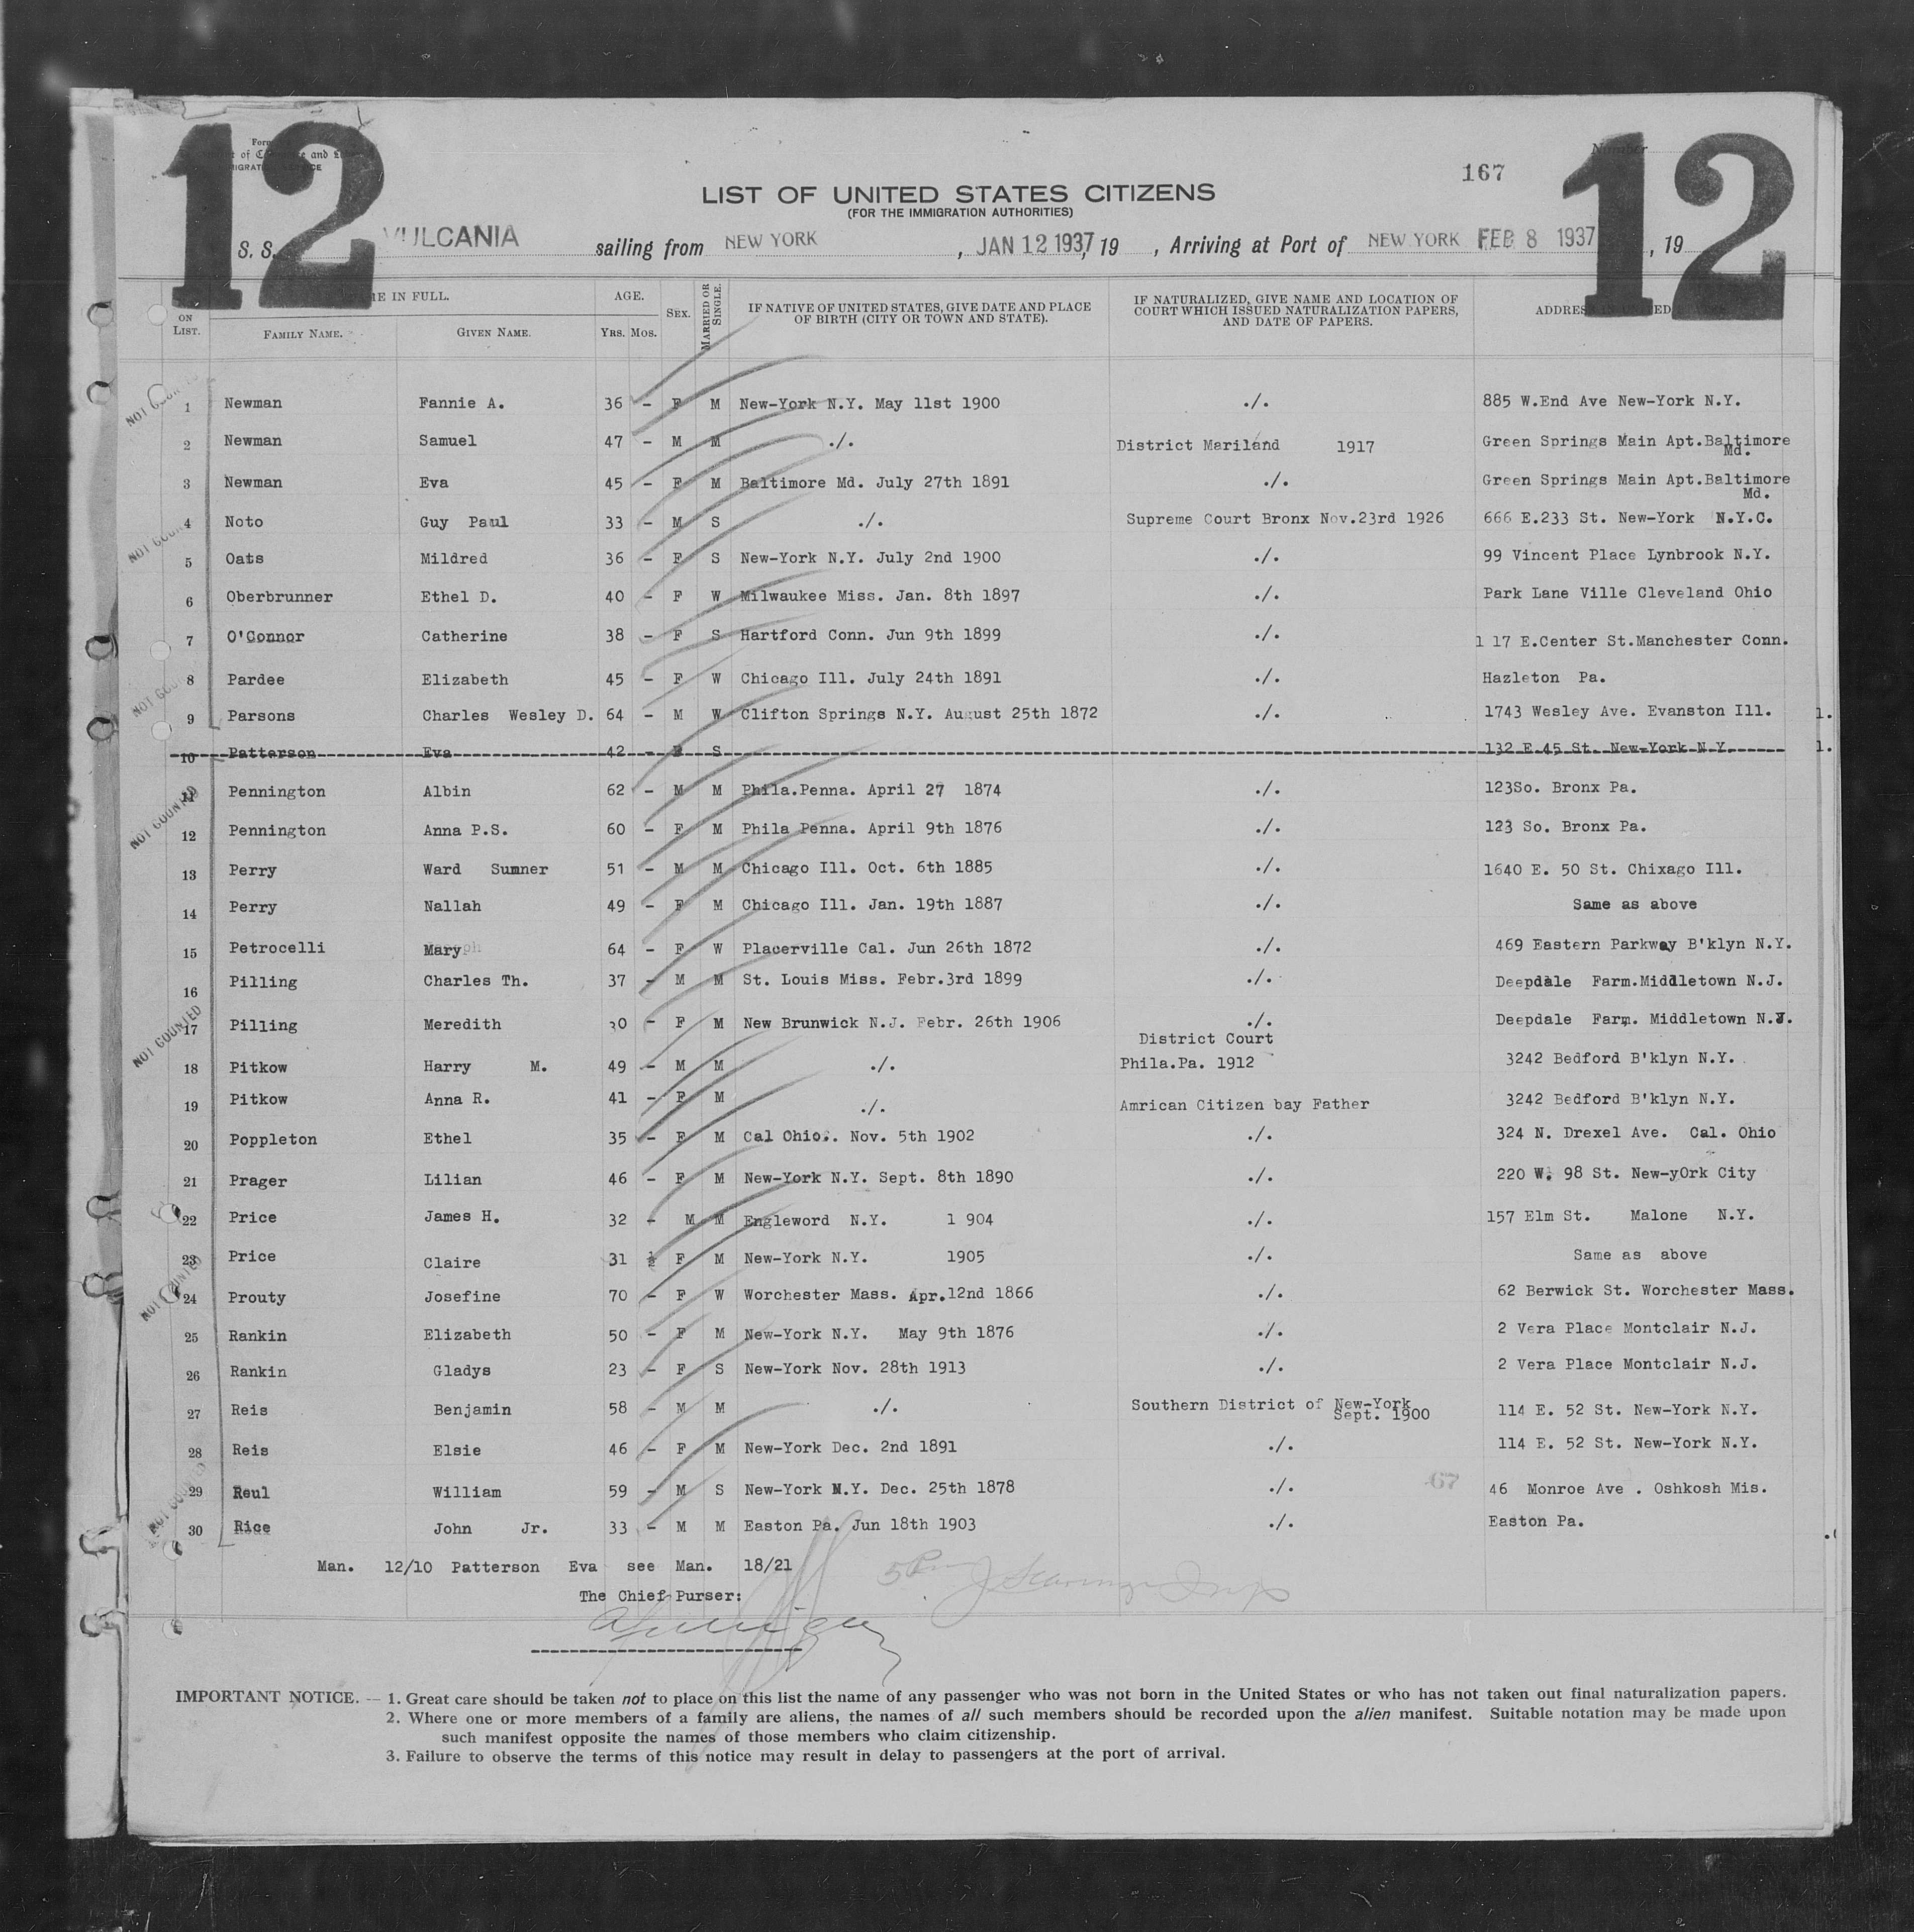 12
12
167
Number
LIST OF UNITED STATES CITIZENS
(FOR THE IMMIGRATION AUTHORITIES)
S. S. VULCANIA sailing from NEW YORK , JAN 12 1937, 19 , Arriving at Port of NEW YORK FEB 8 1937 , 19
ON LIST. IN FULL. FAMILY NAME. GIVEN NAME. AGE. YRS. MOS. SEX. MARRIED OR SINGLE. IF NATIVE OF UNITED STATES, GIVE DATE AND PLACE OF BIRTH (CITY OR TOWN AND STATE). IF NATURALIZED, GIVE NAME AND LOCATION OF COURT WHICH ISSUED NATURALIZATION PAPERS, AND DATE OF PAPERS.
1 Newman Fannie A. 36 - F M New-York N.Y. May 11st 1900 ./. 885 W.End Ave New-York N.Y.
2 Newman Samuel 47 - M M ./. District Mariland 1917 Green Springs Main Apt.Baltimore Md.
3 Newman Eva 45 - F M Baltimore Md. July 27th 1891 ./. Green Springs Main Apt.Baltimore Md.
4 Noto Guy Paul 33 - M S ./. Supreme Court Bronx Nov.23rd 1926 666 E.233 St. New-York N.Y.C.
5 Oats Mildred 36 - F S New-York N.Y. July 2nd 1900 ./. 99 Vincent Place Lynbrook N.Y.
6 Oberbrunner Ethel D. 40 - F W Milwaukee Miss. Jan. 8th 1897 ./. Park Lane Ville Cleveland Ohio
7 O'Connor Catherine 38 - F S Hartford Conn. Jun 9th 1899 ./. 1 17 E.Center St.Manchester Conn.
8 Pardee Elizabeth 45 - F W Chicago Ill. July 24th 1891 ./. Hazleton Pa.
9 Parsons Charles Wesley D. 64 - M W Clifton Springs N.Y. August 25th 1872 ./. 1743 Wesley Ave. Evanston Ill. 1.
10 Patterson Eva 42 - F S 132 E 45 St. New-York N.Y. 1.
11 Pennington Albin 62 - M M Phila.Penna. April 27 1874 ./. 123So. Bronx Pa.
12 Pennington Anna P.S. 60 - F M Phila Penna. April 9th 1876 ./. 123 So. Bronx Pa.
13 Perry Ward Sumner 51 - M M Chicago Ill. Oct. 6th 1885 ./. 1640 E. 50 St. Chixago Ill.
14 Perry Nallah 49 - F M Chicago Ill. Jan. 19th 1887 ./. Same as above
15 Petrocelli Mary 64 - F W Placerville Cal. Jun 26th 1872 ./. 469 Eastern Parkway B'klyn N.Y.
16 Pilling Charles Th. 37 - M M St. Louis Miss. Febr.3rd 1899 ./. Deepdale Farm.Middletown N.J.
17 Pilling Meredith 30 - F M New Brunwick N.J. Febr. 26th 1906 ./. Deepdale Farm. Middletown N.J.
18 Pitkow Harry M. 49 - M M ./. District Court Phila.Pa. 1912 3242 Bedford B'klyn N.Y.
19 Pitkow Anna R. 41 - F M ./. Amrican Citizen bay Father 3242 Bedford B'klyn N.Y.
20 Poppleton Ethel 35 - F M Cal Ohio. Nov. 5th 1902 ./. 324 N. Drexel Ave. Cal. Ohio
21 Prager Lilian 46 - F M New-York N.Y. Sept. 8th 1890 ./. 220 W. 98 St. New-yOrk City
22 Price James H. 32 - M M Engleword N.Y. 1 904 ./. 157 Elm St. Malone N.Y.
23 Price Claire 31 ½ F M New-York N.Y. 1905 ./. Same as above
24 Prouty Josefine 70 - F W Worchester Mass. Apr.12nd 1866 ./. 62 Berwick St. Worchester Mass.
25 Rankin Elizabeth 50 - F M New-York N.Y. May 9th 1876 ./. 2 Vera Place Montclair N.J.
26 Rankin Gladys 23 - F S New-York Nov. 28th 1913 ./. 2 Vera Place Montclair N.J.
27 Reis Benjamin 58 - M M ./. Southern District of New-York Sept. 1900 114 E. 52 St. New-York N.Y.
28 Reis Elsie 46 - F M New-York Dec. 2nd 1891 ./. 114 E. 52 St. New-York N.Y.
29 Reul William 59 - M S New-York N.Y. Dec. 25th 1878 ./. 67 46 Monroe Ave . Oshkosh Mis.
30 Rice John Jr. 33 - M M Easton Pa. Jun 18th 1903 ./. Easton Pa.
NOT COUNTED
NOT COUNTED
NOT COUNTED
NOT COUNTED
NOT COUNTED
NOT COUNTED
NOT COUNTED
Man. 12/10 Patterson Eva see Man. 18/21
The Chief Purser:
IMPORTANT NOTICE. — 1. Great care should be taken not to place on this list the name of any passenger who was not born in the United States or who has not taken out final naturalization papers.
2. Where one or more members of a family are aliens, the names of all such members should be recorded upon the alien manifest. Suitable notation may be made upon
such manifest opposite the names of those members who claim citizenship.
3. Failure to observe the terms of this notice may result in delay to passengers at the port of arrival.